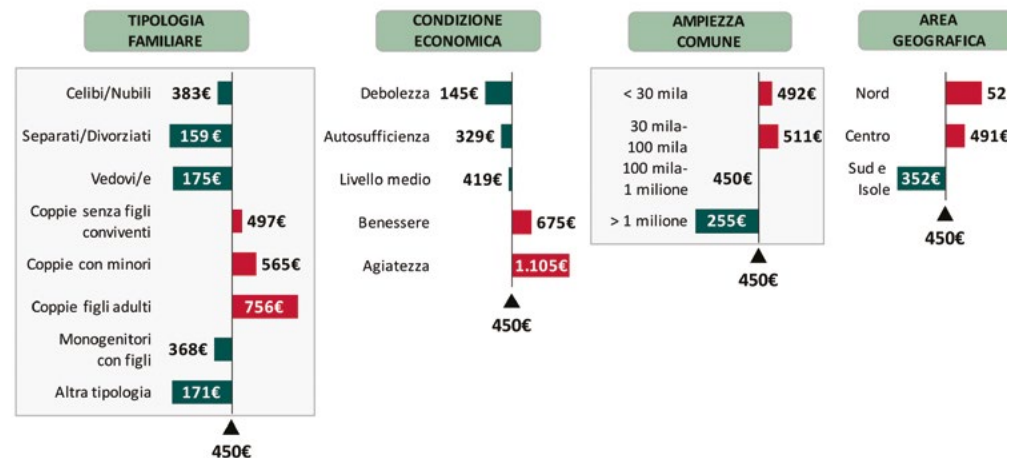 TIPOLOGIA
FAMILIARE
Celibi/Nubili 383€
Separati/Divorziati 159 €
Vedovi/e 175€
Coppie senza figli
conviventi
497€
Coppie con minori 565€
Coppie figli adulti 756€
Monogenitori
con figli
368€
Altra tipologia 171€
450€
CONDIZIONE
ECONOMICA
Debolezza 145€
Autosufficienza 329€
Livello medio 419€
Benessere 675€
Agiatezza 1.105€
450€
AMPIEZZA
COMUNE
< 30 mila 492€
30 mila-
100 mila
511€
100 mila-
1 milione
450€
> 1 milione 255€
450€
AREA
GEOGRAFICA
Nord 52
Centro 491€
Sud e
Isole
352€
450€